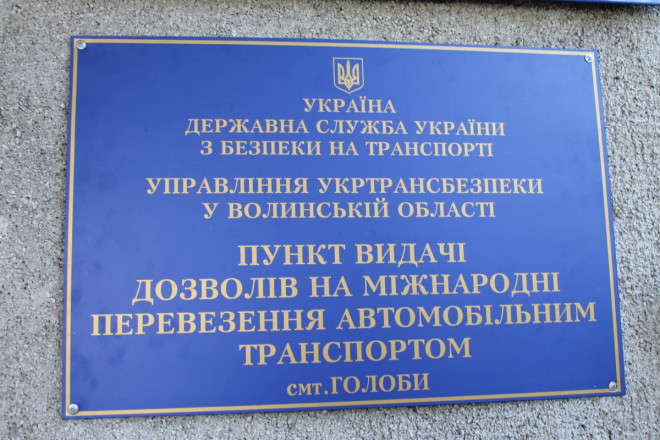 УКРАЇНА
ДЕРЖАВНА СЛУЖБА УКРАЇНИ
З БЕЗПЕКИ НА ТРАНСПОРТІ
УПРАВЛІННЯ УКРТРАНСБЕЗПЕКИ
У ВОЛИНСЬКІЙ ОБЛАСТІ
ПУНКТ ВИДАЧІ
ДОЗВОЛІВ НА МІЖНАРОДНІ
ПЕРЕВЕЗЕННЯ АВТОМОБІЛЬНИМ
ТРАНСПОРТОМ
смт.ГОЛОБИ